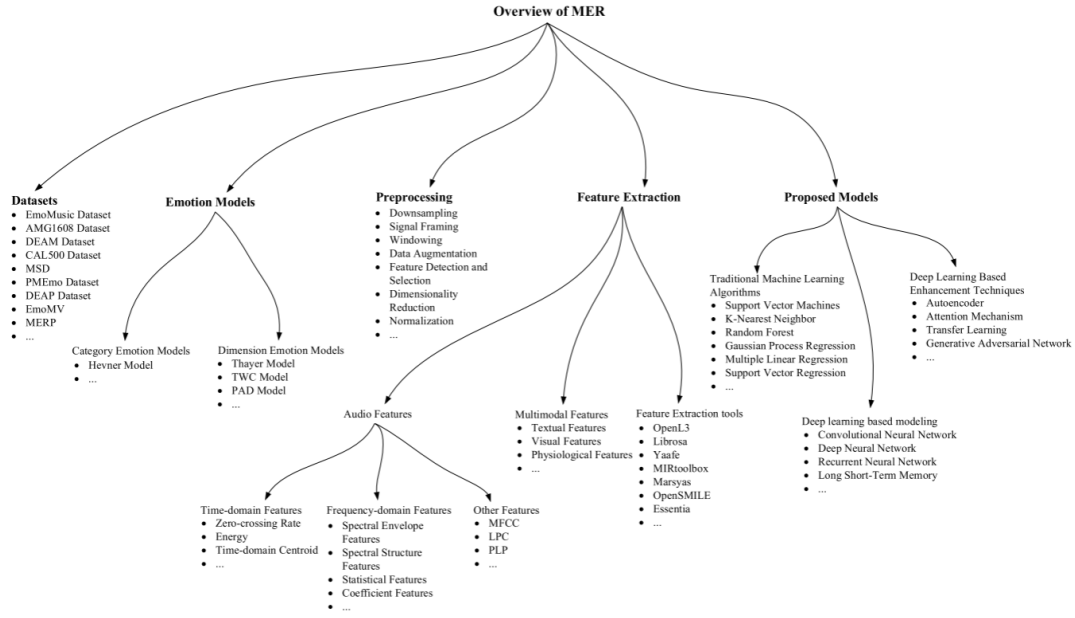 Overview of MER
Datasets
• EmoMusic Dataset
• AMG1608 Dataset
• DEAM Dataset
• CAL500 Dataset
• MSD
• PMEmo Dataset
• DEAP Dataset
• EmoMV
• MERP
• ...
Emotion Models
Category Emotion Models
• Hevner Model
• ...
Dimension Emotion Models
• Thayer Model
• TWC Model
• PAD Model
• ...
Preprocessing
• Downsampling
• Signal Framing
• Windowing
• Data Augmentation
• Feature Detection and
Selection
• Dimensionality
Reduction
• Normalization
• ...
Feature Extraction
Audio Features
Time-domain Features
• Zero-crossing Rate
• Energy
• Time-domain Centroid
• ...
Frequency-domain Features
• Spectral Envelope
Features
• Spectral Structure
Features
• Statistical Features
• Coefficient Features
• ...
Other Features
• MFCC
• LPC
• PLP
• ...
Multimodal Features
• Textual Features
• Visual Features
• Physiological Features
• ...
Feature Extraction tools
• OpenL3
• Librosa
• Yaafe
• MIRtoolbox
• Marsyas
• OpenSMILE
• Essentia
• ...
Proposed Models
Traditional Machine Learning
Algorithms
• Support Vector Machines
• K-Nearest Neighbor
• Random Forest
• Gaussian Process Regression
• Multiple Linear Regression
• Support Vector Regression
• ...
Deep learning based modeling
• Convolutional Neural Network
• Deep Neural Network
• Recurrent Neural Network
• Long Short-Term Memory
• ...
Deep Learning Based
Enhancement Techniques
• Autoencoder
• Attention Mechanism
• Transfer Learning
• Generative Adversarial Network
• ...